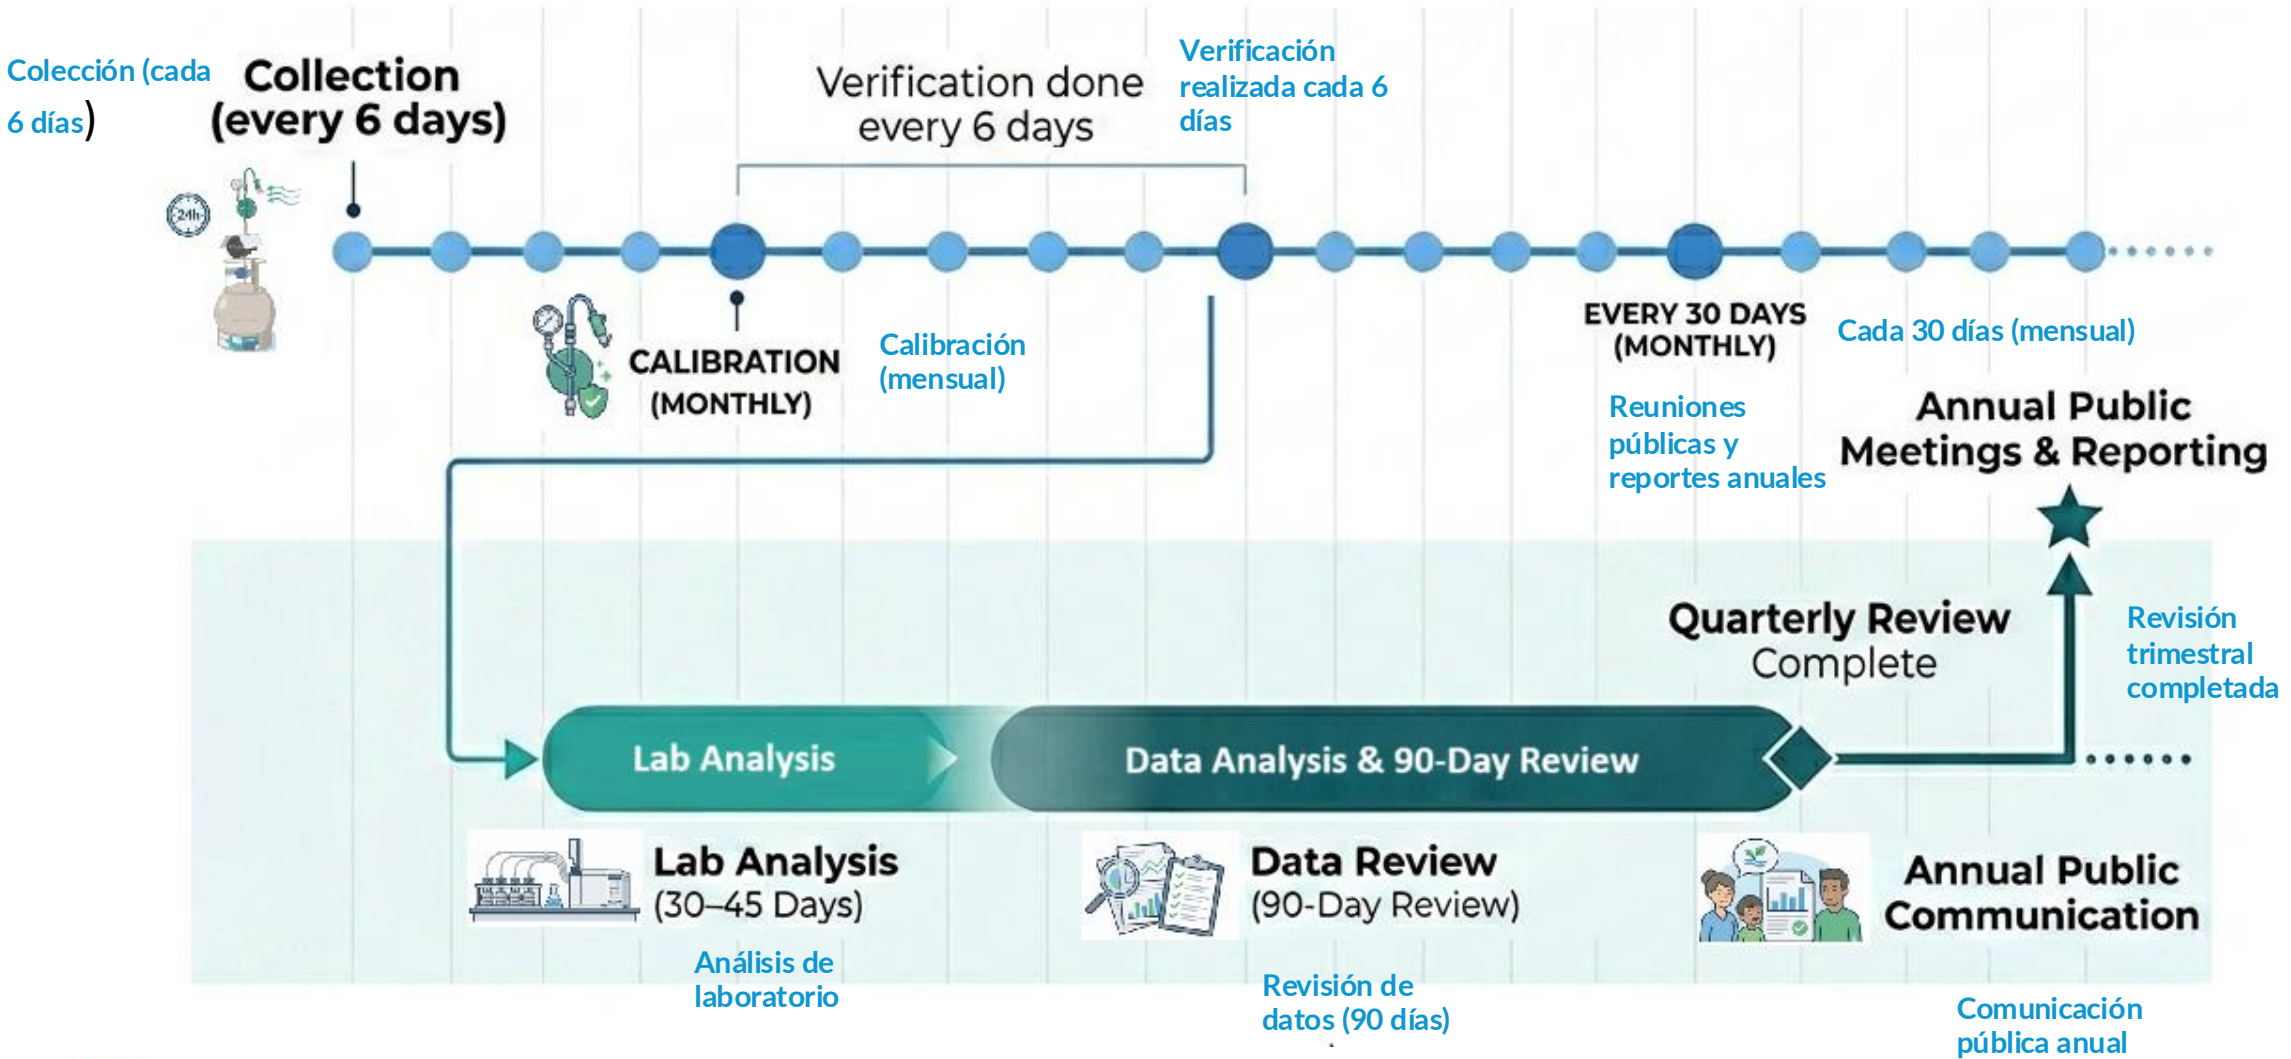 Colección (cada
6 días)
Collection
(every 6 days)
Verification done
every 6 days
Verificación
realizada cada 6
días
24h
CALIBRATION
(MONTHLY)
Calibración
(mensual)
EVERY 30 DAYS
(MONTHLY)
Cada 30 días (mensual)
Reuniones
públicas y
reportes anuales
Annual Public
Meetings & Reporting
Quarterly Review
Complete
Revisión
trimestral
completada
Lab Analysis
Data Analysis & 90-Day Review
Lab Analysis
(30–45 Days)
Análisis de
laboratorio
Data Review
(90-Day Review)
Revisión de
datos (90 días)
Annual Public
Communication
Comunicación
pública anual